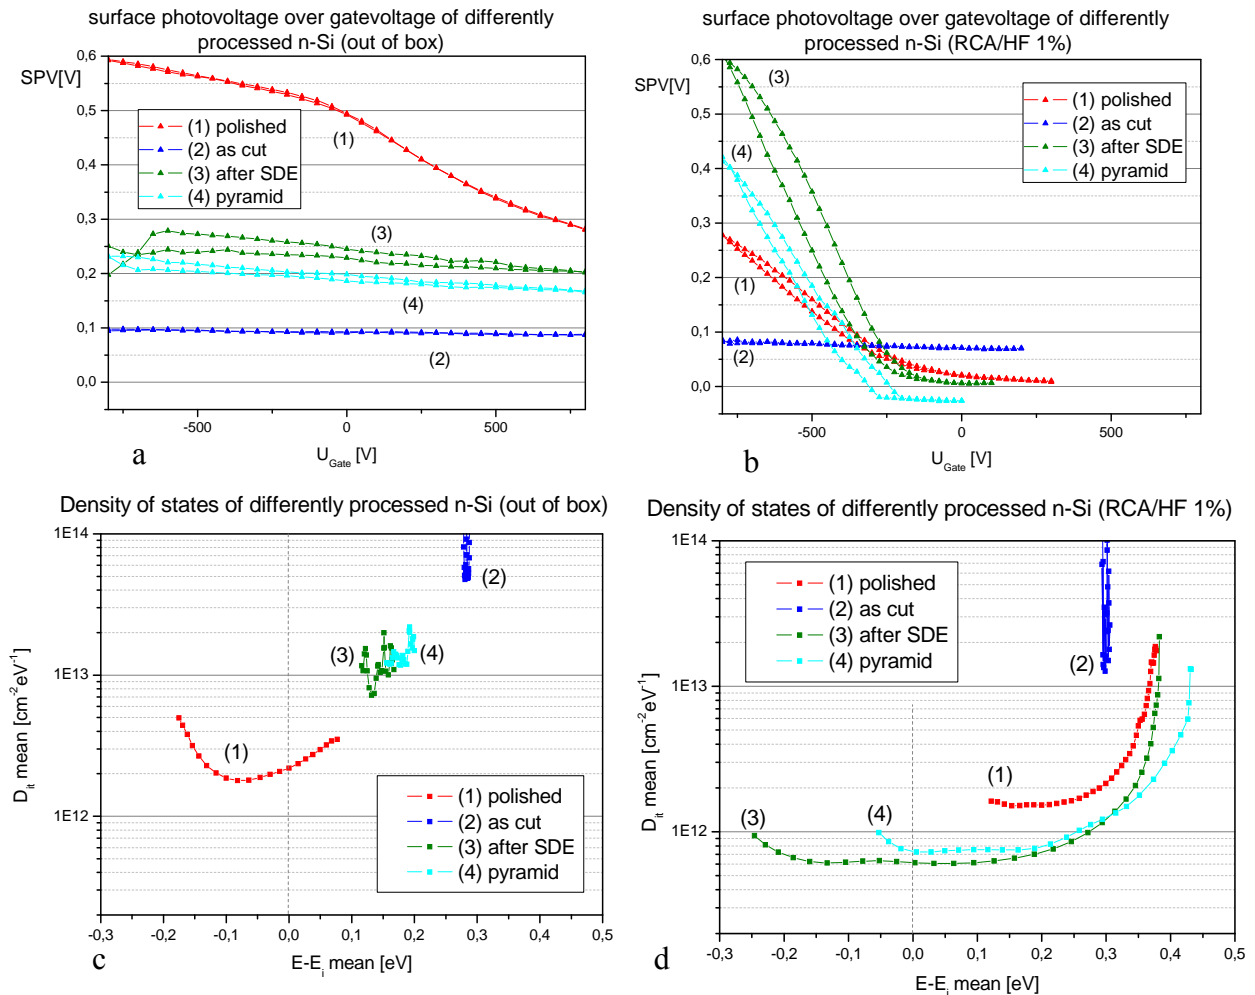 surface photovoltage over gatevoltage of differently
processed n-Si (out of box)
0,6
SPV[V]
0,5
0,4
0,3
0,2
0,1
0,0
(1) polished
(2) as cut
(3) after SDE
(4) pyramid
(1)
(3)
(4)
(2)
-500
0
500
a
U_Gate [V]
surface photovoltage over gatevoltage of differently
processed n-Si (RCA/HF 1%)
0,6
SPV[V]
0,5
0,4
0,3
0,2
0,1
0,0
(3)
(4)
(1)
(2)
(1) polished
(2) as cut
(3) after SDE
(4) pyramid
-500
0
500
b
U_Gate [V]
Density of states of differently processed n-Si (out of box)
1E14
1E13
1E12
D_it mean [cm^-2eV^-1]
(2)
(3)
(4)
(1)
(1) polished
(2) as cut
(3) after SDE
(4) pyramid
-0,3
-0,2
-0,1
0,0
0,1
0,2
0,3
0,4
0,5
c
E-E_i mean [eV]
Density of states of differently processed n-Si (RCA/HF 1%)
1E14
1E13
1E12
D_it mean [cm^-2eV^-1]
(1) polished
(2) as cut
(3) after SDE
(4) pyramid
(2)
(1)
(3)
(4)
-0,3
-0,2
-0,1
0,0
0,1
0,2
0,3
0,4
0,5
d
E-E_i mean [eV]